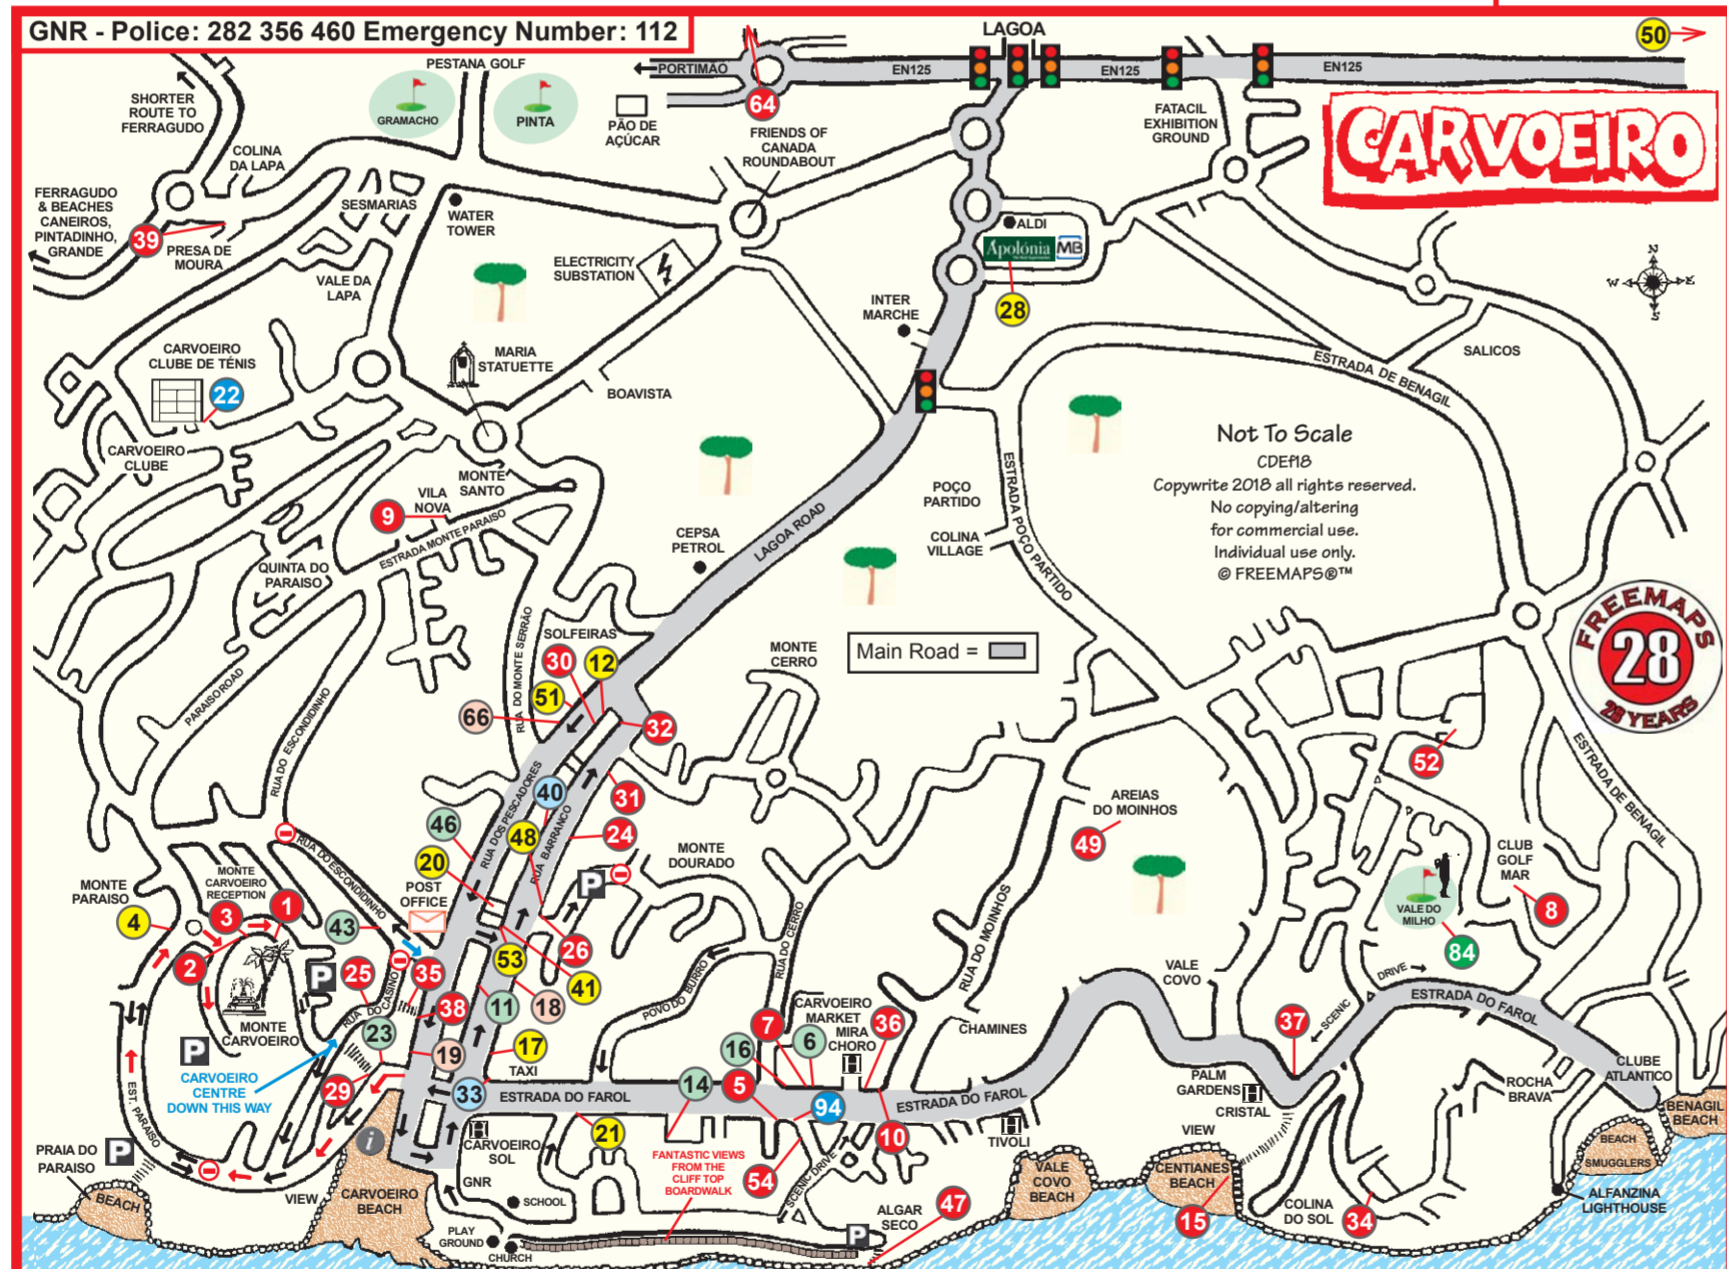 GNR - Police: 282 356 460 Emergency Number: 112
50
LAGOA
PORTIMAO
EN125
EN125
EN125
64
PESTANA GOLF
GRAMACHO
PINTA
PÃO DE
AÇÚCAR
FRIENDS OF
CANADA
ROUNDABOUT
FATACIL
EXHIBITION
GROUND
CARVOEIRO
SHORTER
ROUTE TO
FERRAGUDO
COLINA
DA LAPA
FERRAGUDO
& BEACHES
CANEIROS,
PINTADINHO,
GRANDE
39
PRESA DE
MOURA
SESMARIAS
WATER
TOWER
VALE DA
LAPA
ELECTRICITY
SUBSTATION
ALDI
Apolónia
MB
28
INTER
MARCHE
N
W
E
S
SALICOS
ESTRADA DE BENAGIL
CARVOEIRO
CLUBE DE TÉNIS
22
MARIA
STATUETTE
BOAVISTA
CARVOEIRO
CLUBE
MONTE
SANTO
VILA
NOVA
9
ESTRADA MONTE PARAISO
QUINTA DO
PARAISO
CEPSA
PETROL
LAGOA ROAD
POÇO
PARTIDO
COLINA
VILLAGE
ESTRADA POÇO PARTIDO
Not To Scale
CDEf18
Copywrite 2018 all rights reserved.
No copying/altering
for commercial use.
Individual use only.
© FREEMAPS®™
FREEMAPS
28
28 YEARS
Main Road =
PARAISO ROAD
RUA DO ESCONDIDINHO
RUA DO MONTE SERRÃO
SOLFEIRAS
30
12
51
66
32
MONTE
CERRO
40
31
46
48
24
20
RUA DOS PESCADORES
RUA BARRANCO
MONTE
DOURADO
P
AREIAS
DO MOINHOS
49
52
ESTRADA DE BENAGIL
CLUB
GOLF
MAR
8
VALE DO
MILHO
84
RUA DO ESCONDIDINHO
MONTE
CARVOEIRO
RECEPTION
MONTE
PARAISO
4
3
1
2
43
POST
OFFICE
25
35
P
RUA DO CASINO
38
23
MONTE
CARVOEIRO
P
19
11
53
18
41
26
17
TAXI
33
29
CARVOEIRO
CENTRE
DOWN THIS WAY
EST. PARAISO
POVO DO BURRO
RUA DO CERRO
RUA DO MOINHOS
CARVOEIRO
MARKET
MIRA
CHORO
H
7
6
36
16
CHAMINES
VALE
COVO
14
5
94
10
ESTRADA DO FAROL
ESTRADA DO FAROL
21
H
TIVOLI
37
SCENIC
DRIVE
ESTRADA DO FAROL
PALM
GARDENS
H
CRISTAL
CLUBE
ATLANTICO
ROCHA
BRAVA
BENAGIL
BEACH
BEACH
SMUGGLERS
ALFANZINA
LIGHTHOUSE
VIEW
CENTIANES
BEACH
15
COLINA
DO SOL
34
VALE
COVO
BEACH
ALGAR
SECO
47
P
SCENIC DRIVE
54
FANTASTIC VIEWS
FROM THE
CLIFF TOP
BOARDWALK
H
CARVOEIRO
SOL
GNR
SCHOOL
PLAY
GROUND
CHURCH
i
CARVOEIRO
BEACH
VIEW
PRAIA DO
PARAISO
P
BEACH